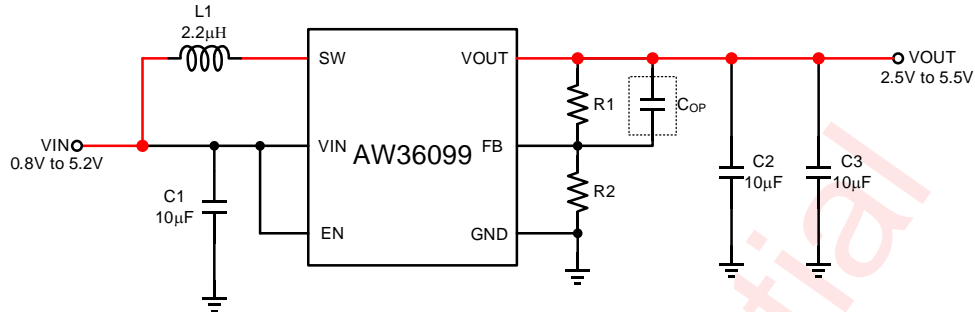 L1
2.2μH
SW
VOUT
VOUT
2.5V to 5.5V
R1
COP
VIN
0.8V to 5.2V
VIN
AW36099
FB
C1
10μF
R2
C2
10μF
C3
10μF
EN
GND
tial